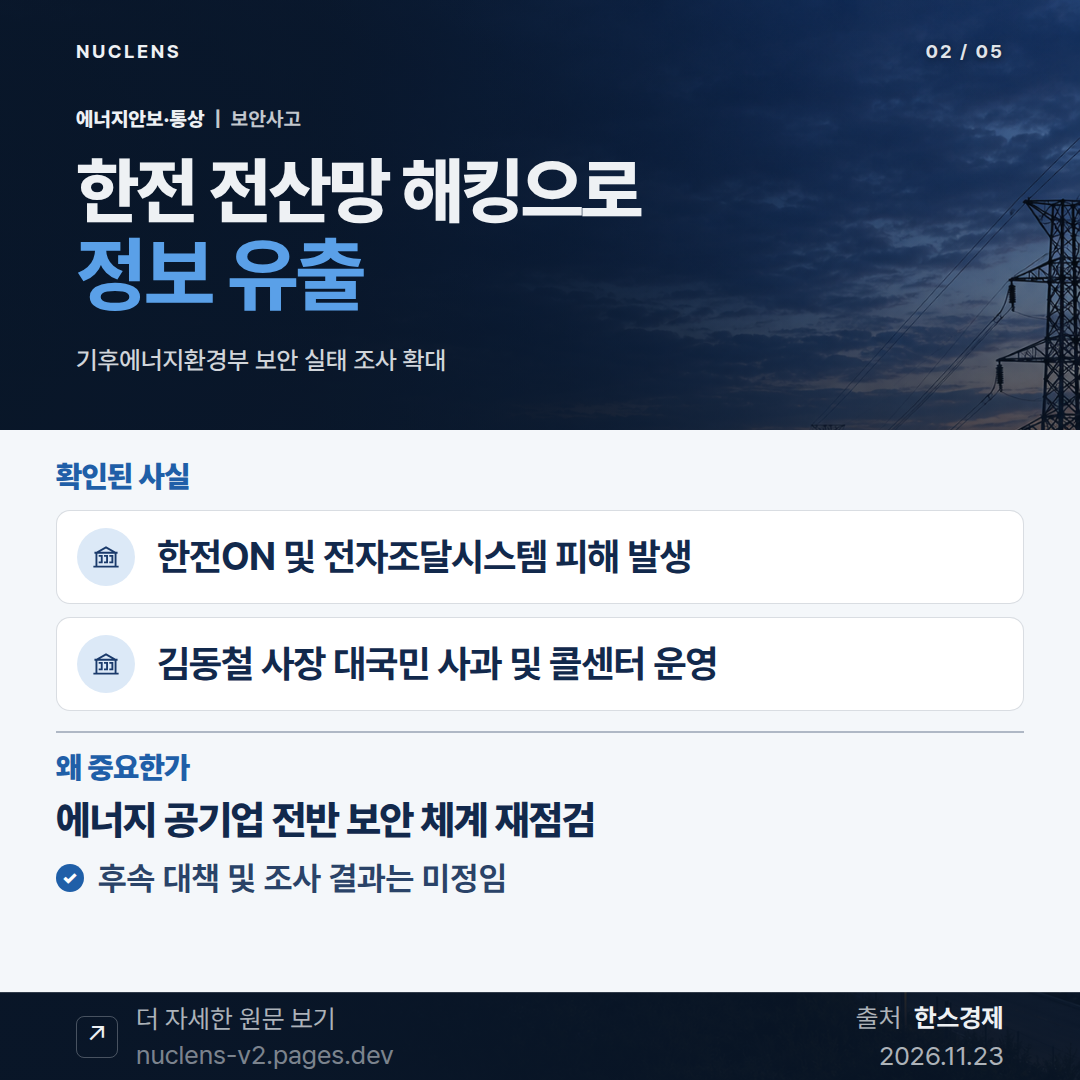 NUCLENS
02 / 05
에너지안보·통상 | 보안사고
한전 전산망 해킹으로
정보 유출
기후에너지환경부 보안 실태 조사 확대
확인된 사실
한전ON 및 전자조달시스템 피해 발생
김동철 사장 대국민 사과 및 콜센터 운영
왜 중요한가
에너지 공기업 전반 보안 체계 재점검
후속 대책 및 조사 결과는 미정임
더 자세한 원문 보기
nuclens-v2.pages.dev
출처 한스경제
2026.11.23